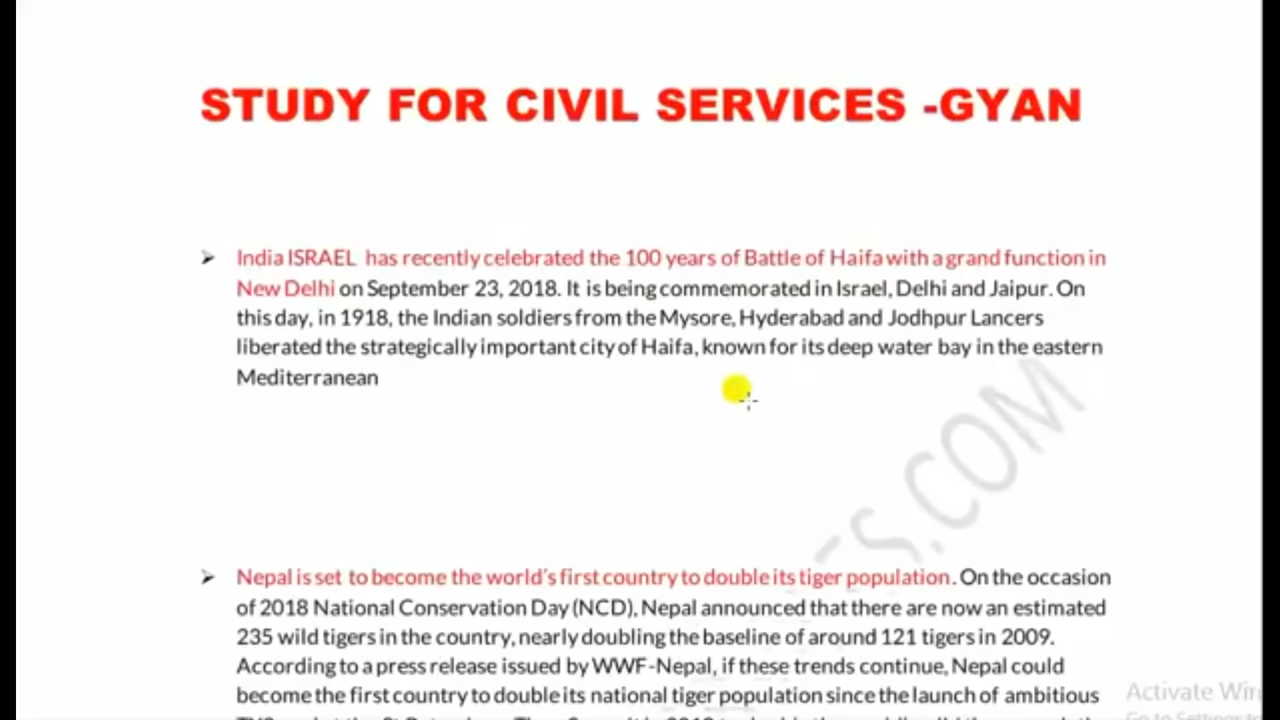 STUDY FOR CIVIL SERVICES -GYAN
➤ India ISRAEL has recently celebrated the 100 years of Battle of Haifa with a grand function in
New Delhi on September 23, 2018. It is being commemorated in Israel, Delhi and Jaipur. On
this day, in 1918, the Indian soldiers from the Mysore, Hyderabad and Jodhpur Lancers
liberated the strategically important city of Haifa, known for its deep water bay in the eastern
Mediterranean
➤ Nepal is set to become the world's first country to double its tiger population. On the occasion
of 2018 National Conservation Day (NCD), Nepal announced that there are now an estimated
235 wild tigers in the country, nearly doubling the baseline of around 121 tigers in 2009.
According to a press release issued by WWF-Nepal, if these trends continue, Nepal could
become the first country to double its national tiger population since the launch of ambitious
S.COM
Activate